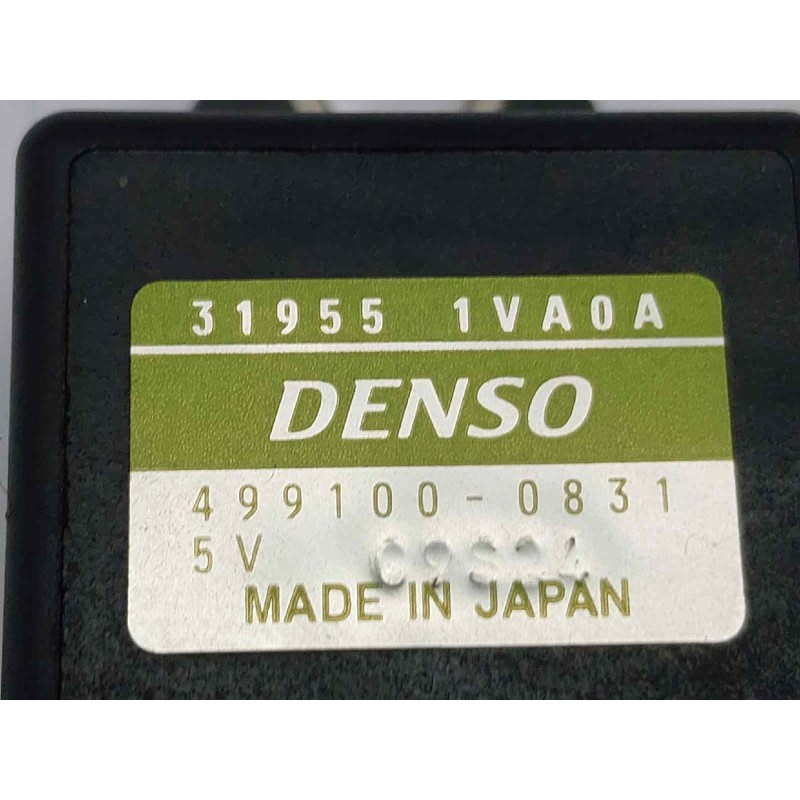 31955 1VA0A
DENSO
499100-0831
5V
MADE IN JAPAN